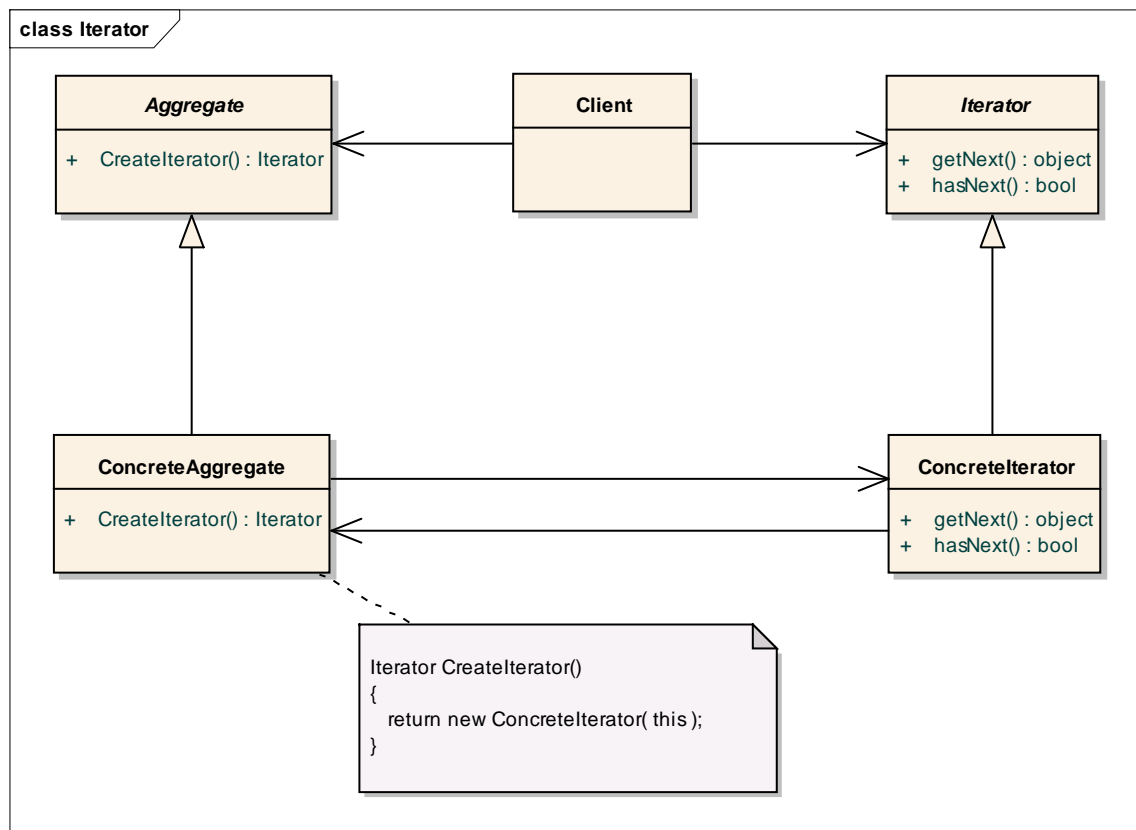 class Iterator
Aggregate
+ CreateIterator() : Iterator
Client
Iterator
+ getNext() : object
+ hasNext() : bool
ConcreteAggregate
+ CreateIterator() : Iterator
ConcreteIterator
+ getNext() : object
+ hasNext() : bool
Iterator CreateIterator()
{
return new ConcreteIterator( this );
}